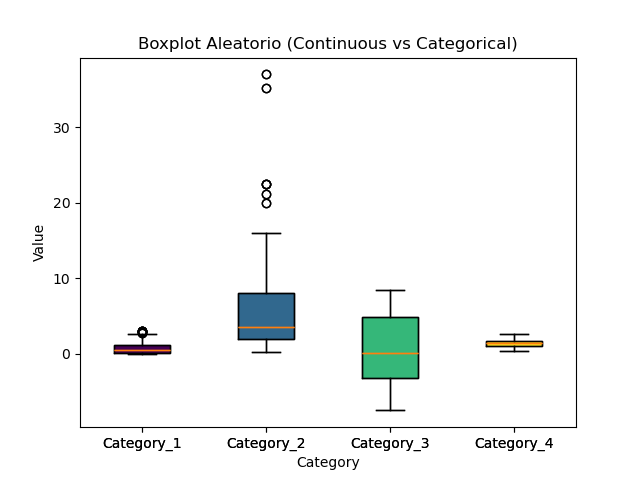 Boxplot Aleatorio (Continuous vs Categorical)
30
20
10
0
Value
Category_1 Category_2 Category_3 Category_4
Category